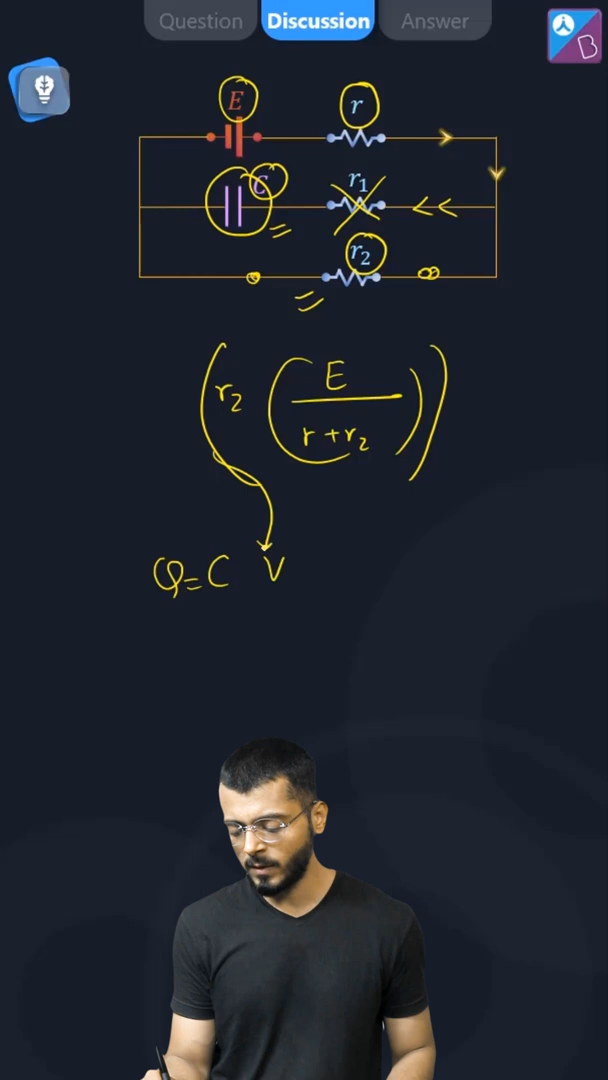 Question Discussion Answer
B
E r
C r₁
r₂
r₂ ( E / r + r₂ )
Q = C V